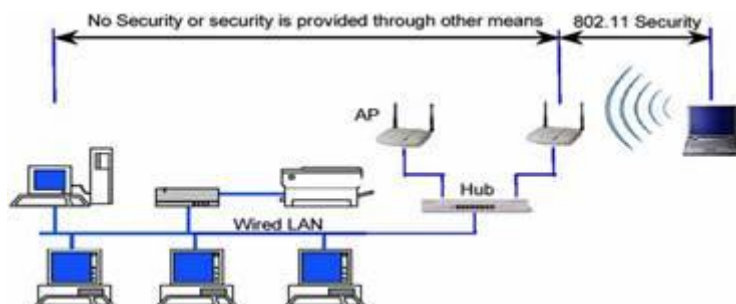 No Security or security is provided through other means
802.11 Security
AP
Hub
Wired LAN